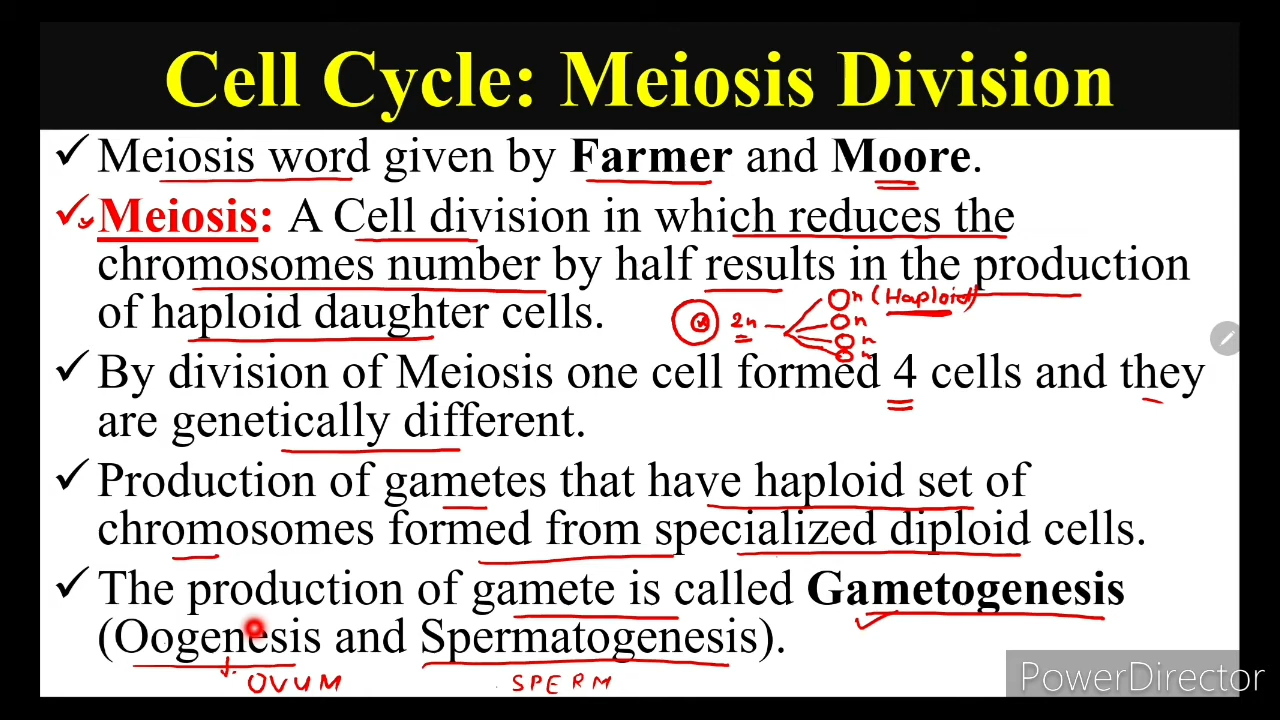 Cell Cycle: Meiosis Division
✓ Meiosis word given by Farmer and Moore.
✓ Meiosis: A Cell division in which reduces the
chromosomes number by half results in the production
of haploid daughter cells.
2n
n (Haploid)
n
n
n
✓ By division of Meiosis one cell formed 4 cells and they
are genetically different.
✓ Production of gametes that have haploid set of
chromosomes formed from specialized diploid cells.
✓ The production of gamete is called Gametogenesis
(Oogenesis and Spermatogenesis).
OVUM SPERM
PowerDirector